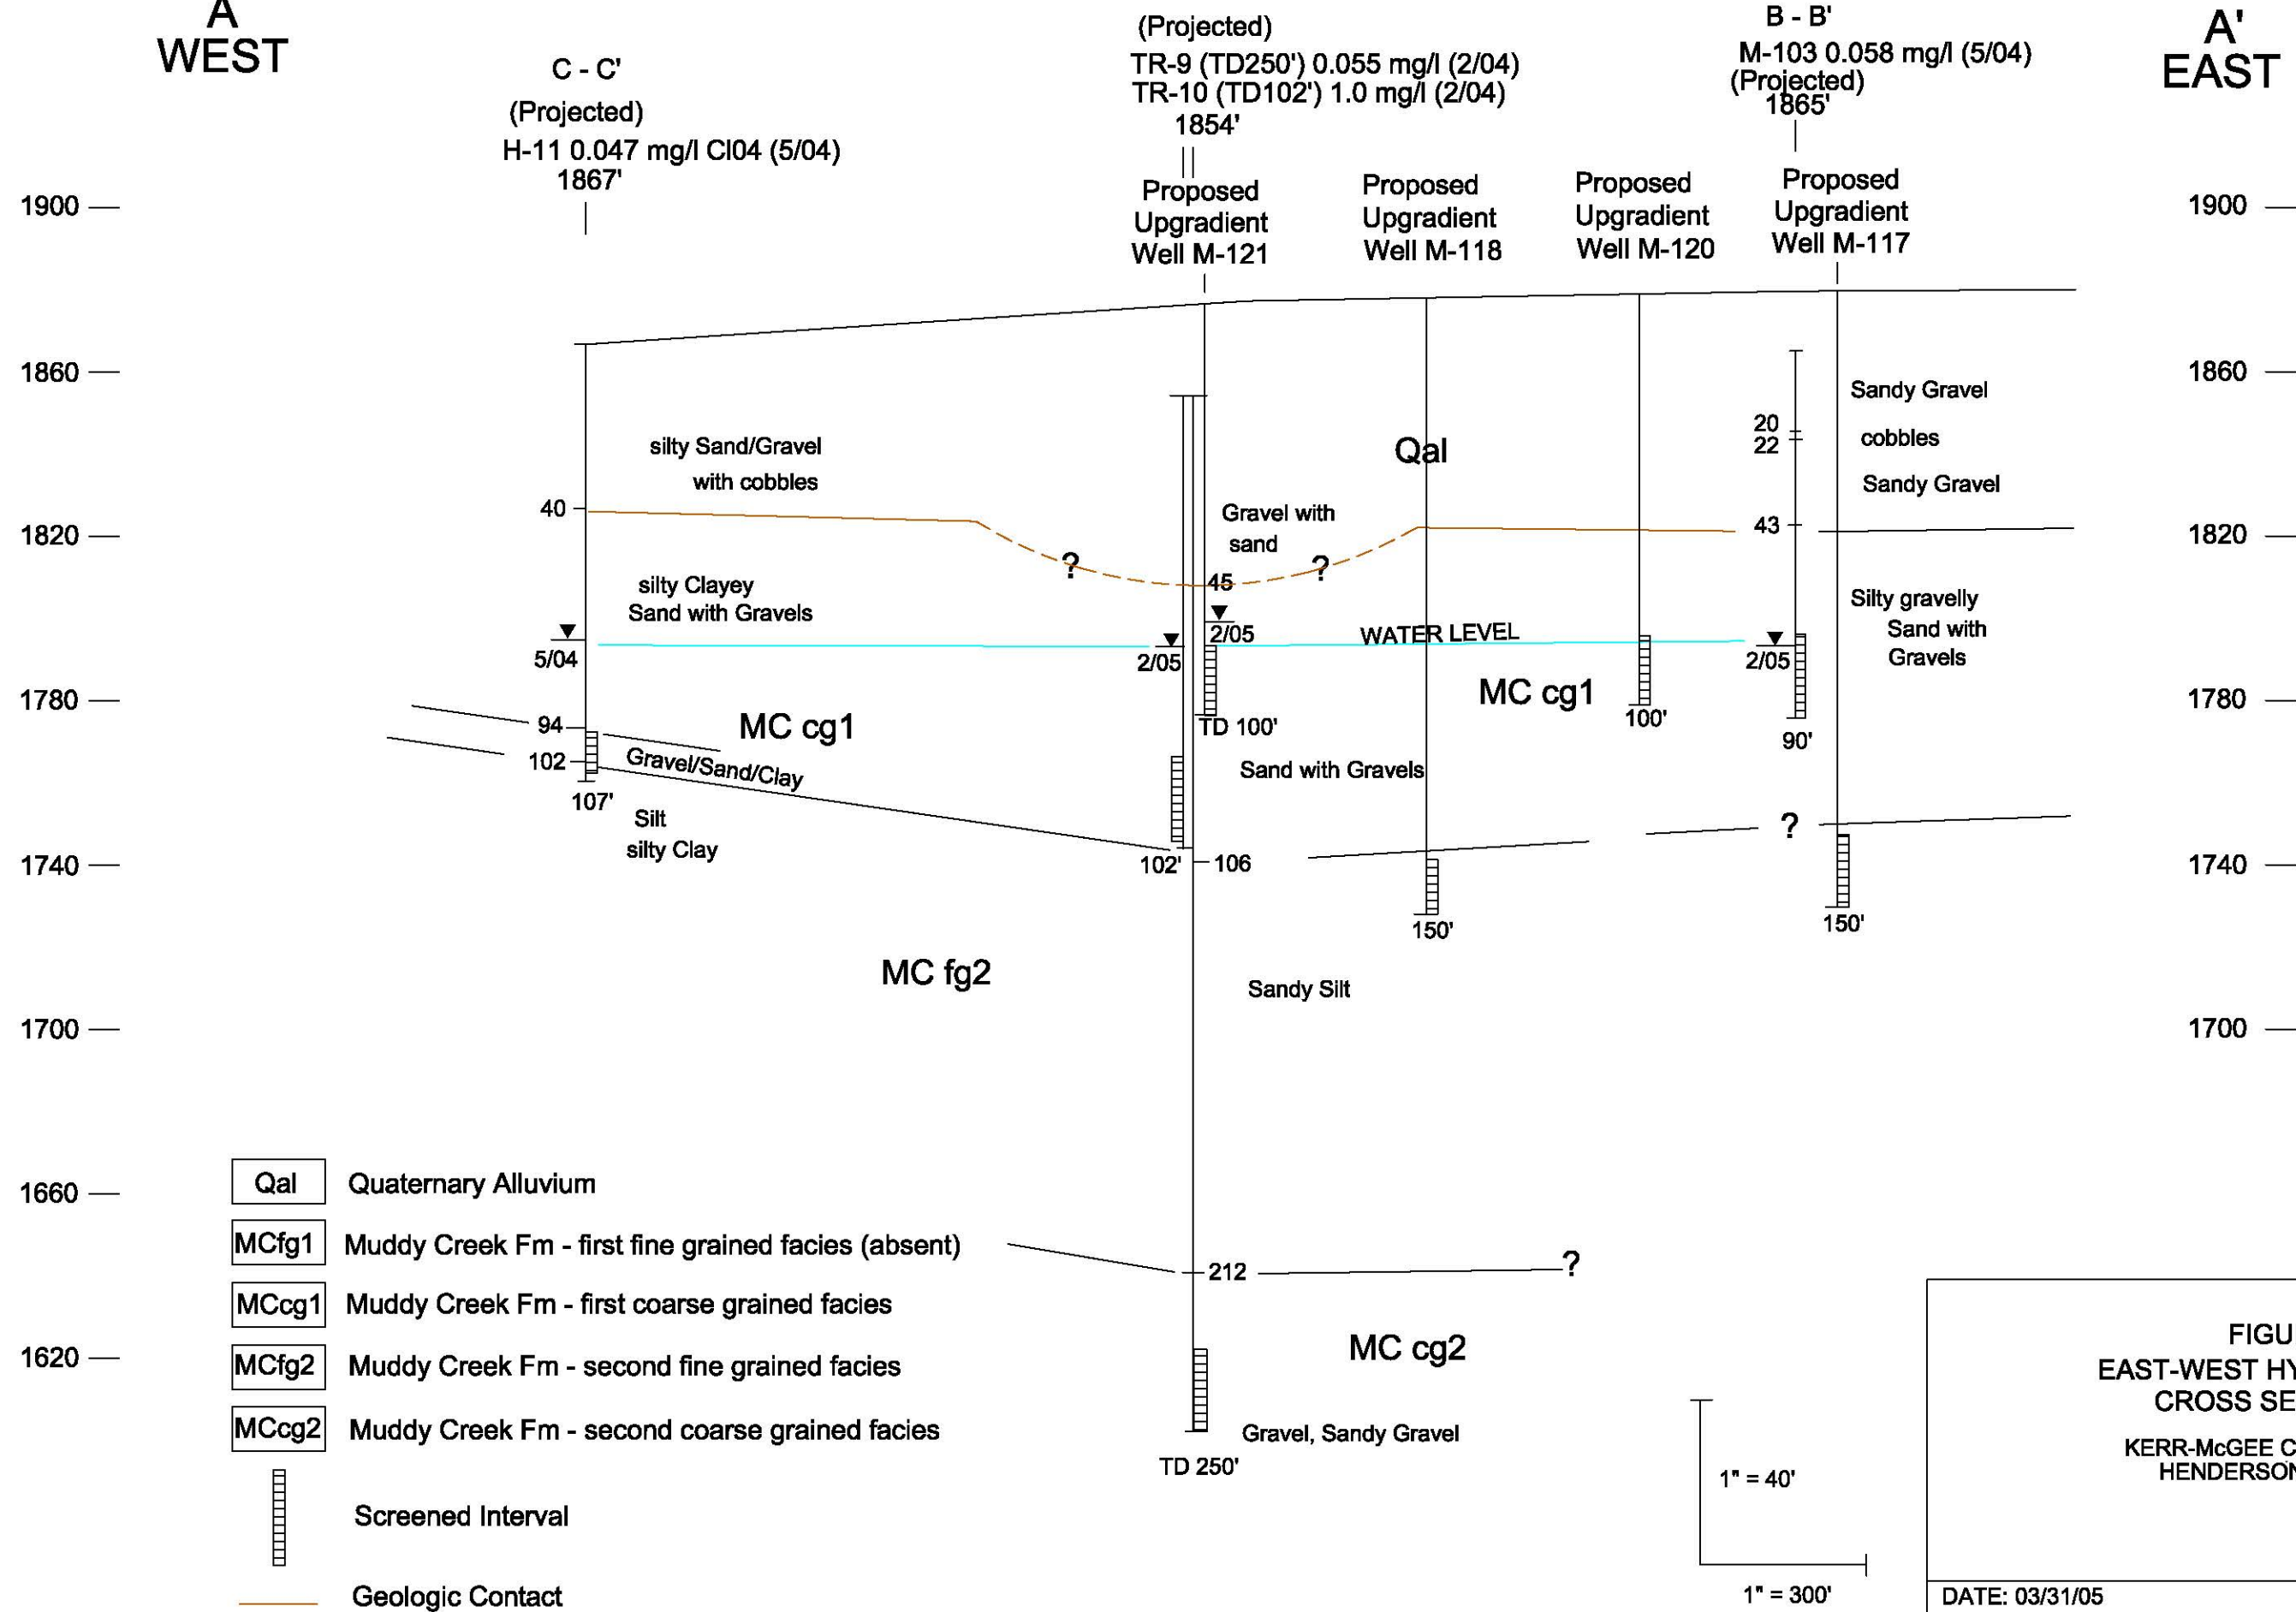 A
WEST
C - C'
(Projected)
H-11 0.047 mg/l Cl04 (5/04)
1867'
(Projected)
TR-9 (TD250') 0.055 mg/l (2/04)
TR-10 (TD102') 1.0 mg/l (2/04)
1854'
B - B'
M-103 0.058 mg/l (5/04)
(Projected)
1865'
A'
EAST
Proposed
Upgradient
Well M-121
Proposed
Upgradient
Well M-118
Proposed
Upgradient
Well M-120
Proposed
Upgradient
Well M-117
1900
1900
1860
1860
Sandy Gravel
20
22
cobbles
silty Sand/Gravel
with cobbles
Qal
Sandy Gravel
40
Gravel with
sand
43
1820
1820
?
?
45
silty Clayey
Sand with Gravels
Silty gravelly
Sand with
Gravels
2/05
WATER LEVEL
5/04
2/05
2/05
1780
1780
MC cg1
94
MC cg1
TD 100'
100'
90'
102
Gravel/Sand/Clay
Sand with Gravels
107'
Silt
silty Clay
?
1740
102'
106
1740
150'
150'
MC fg2
Sandy Silt
1700
1700
1660
Qal Quaternary Alluvium
MCfg1 Muddy Creek Fm - first fine grained facies (absent)
212
?
MCcg1 Muddy Creek Fm - first coarse grained facies
1620
MCfg2 Muddy Creek Fm - second fine grained facies
MC cg2
MCcg2 Muddy Creek Fm - second coarse grained facies
Gravel, Sandy Gravel
TD 250'
Screened Interval
Geologic Contact
1" = 40'
1" = 300'
FIGU
EAST-WEST HY
CROSS SE
KERR-McGEE C
HENDERSON
DATE: 03/31/05